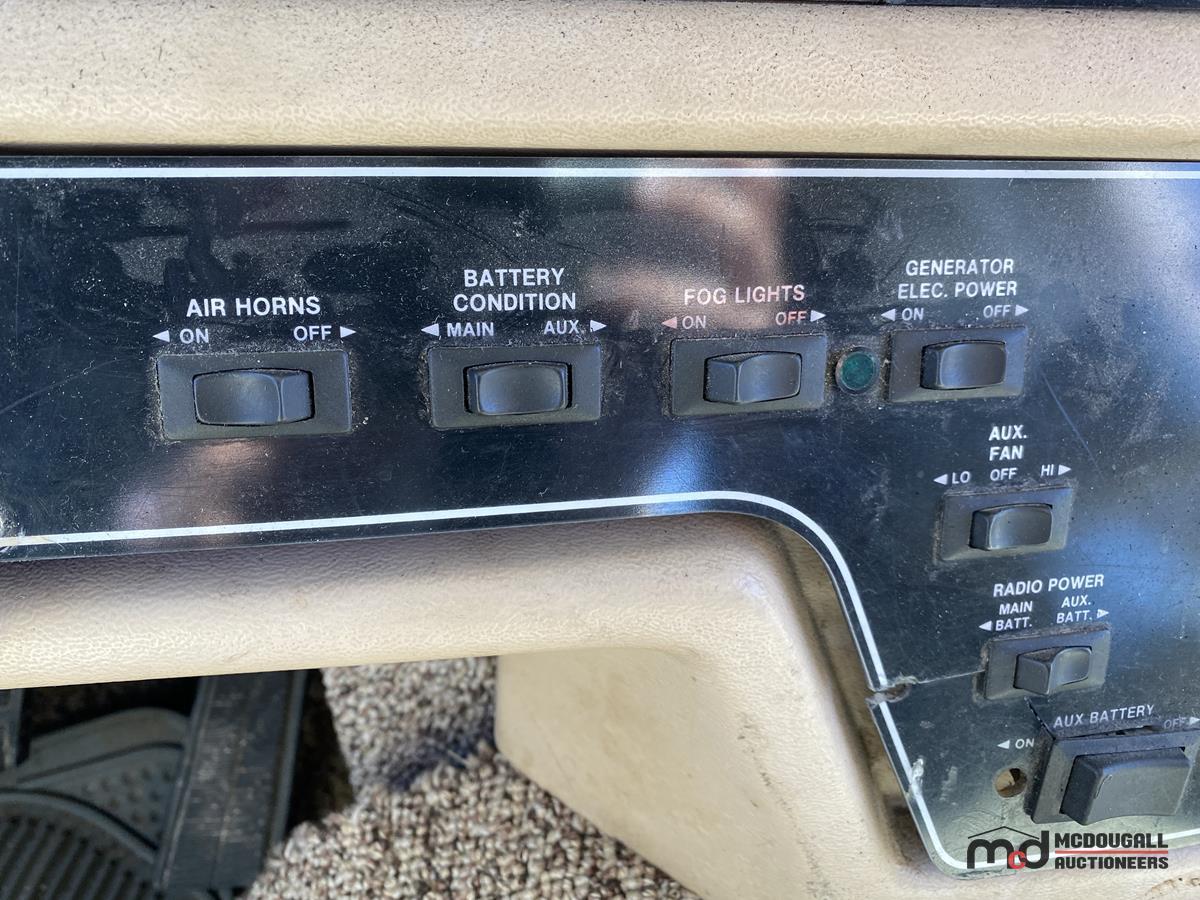 AIR HORNS
◄ ON OFF ►
BATTERY
CONDITION
◄ MAIN AUX. ►
FOG LIGHTS
◄ ON OFF ►
GENERATOR
ELEC. POWER
◄ ON OFF ►
AUX.
FAN
◄ LO OFF HI ►
RADIO POWER
MAIN AUX.
◄ BATT. BATT. ►
AUX BATTERY
◄ ON OFF ►
mcd MCDOUGALL
AUCTIONEERS